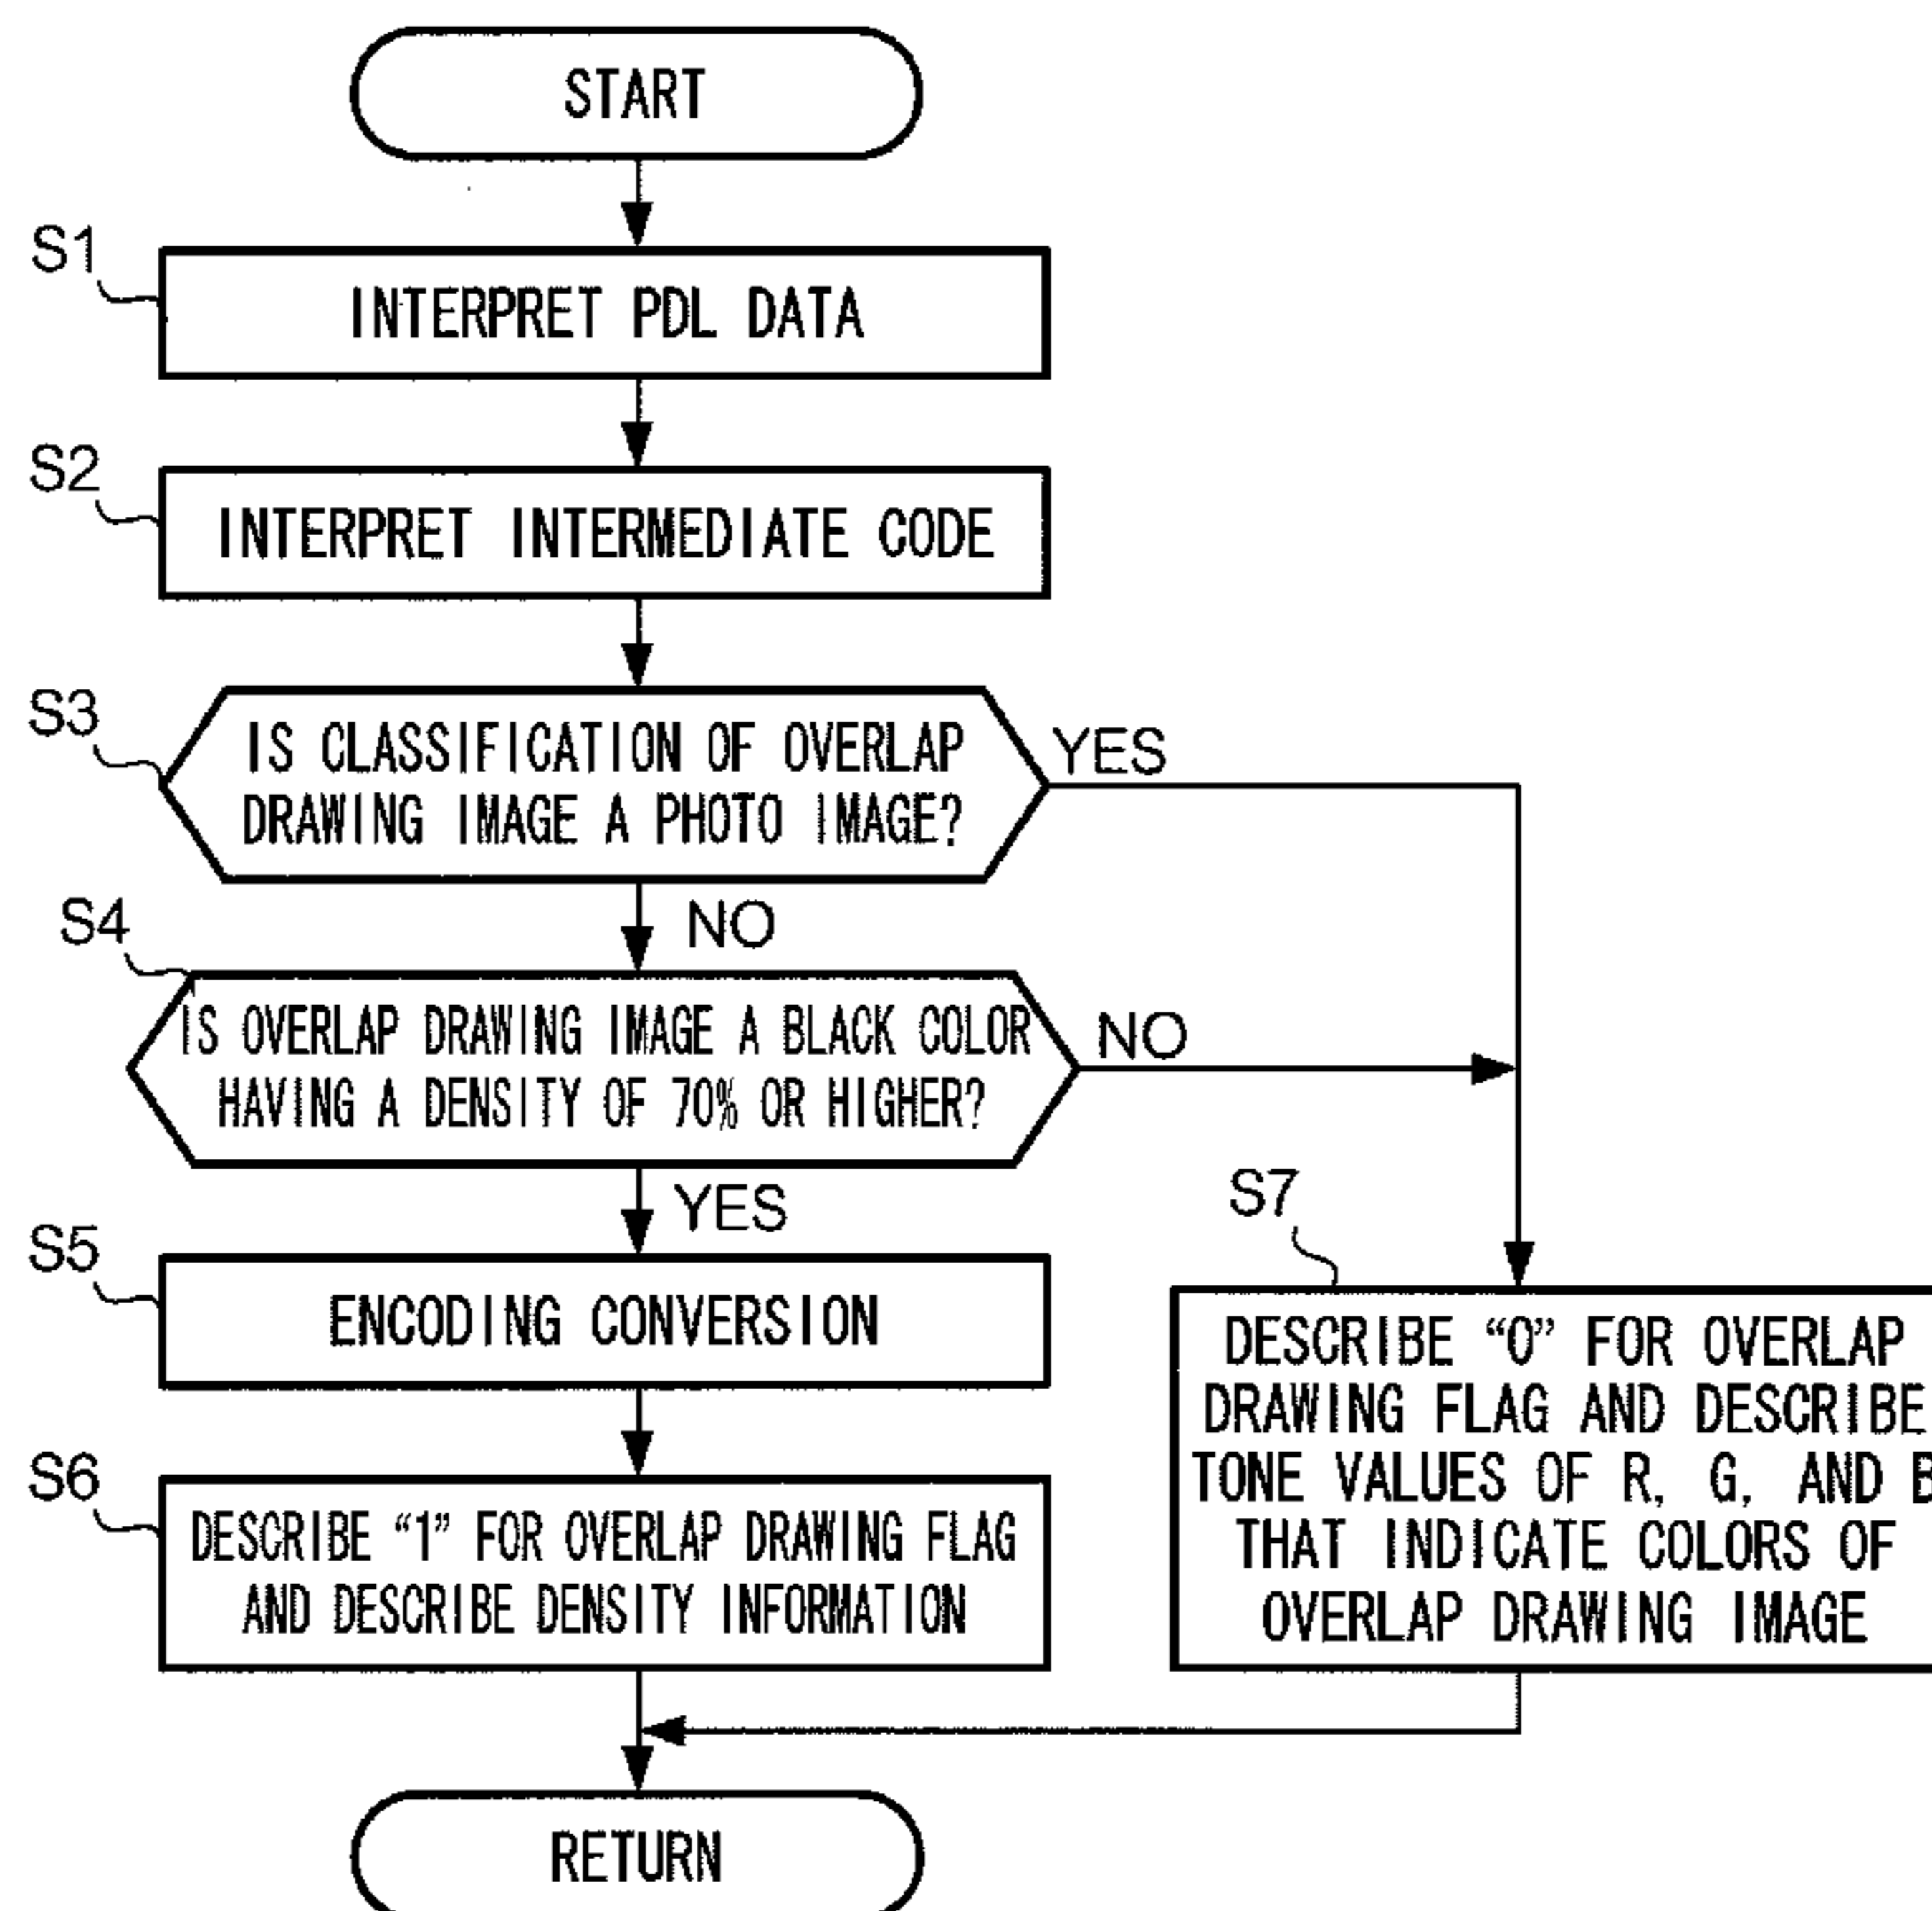 START
S1
INTERPRET PDL DATA
S2
INTERPRET INTERMEDIATE CODE
S3
IS CLASSIFICATION OF OVERLAP
DRAWING IMAGE A PHOTO IMAGE?
YES
NO
S4
IS OVERLAP DRAWING IMAGE A BLACK COLOR
HAVING A DENSITY OF 70% OR HIGHER?
NO
YES
S5
ENCODING CONVERSION
S6
DESCRIBE “1” FOR OVERLAP DRAWING FLAG
AND DESCRIBE DENSITY INFORMATION
S7
DESCRIBE “0” FOR OVERLAP
DRAWING FLAG AND DESCRIBE
TONE VALUES OF R, G, AND B
THAT INDICATE COLORS OF
OVERLAP DRAWING IMAGE
RETURN